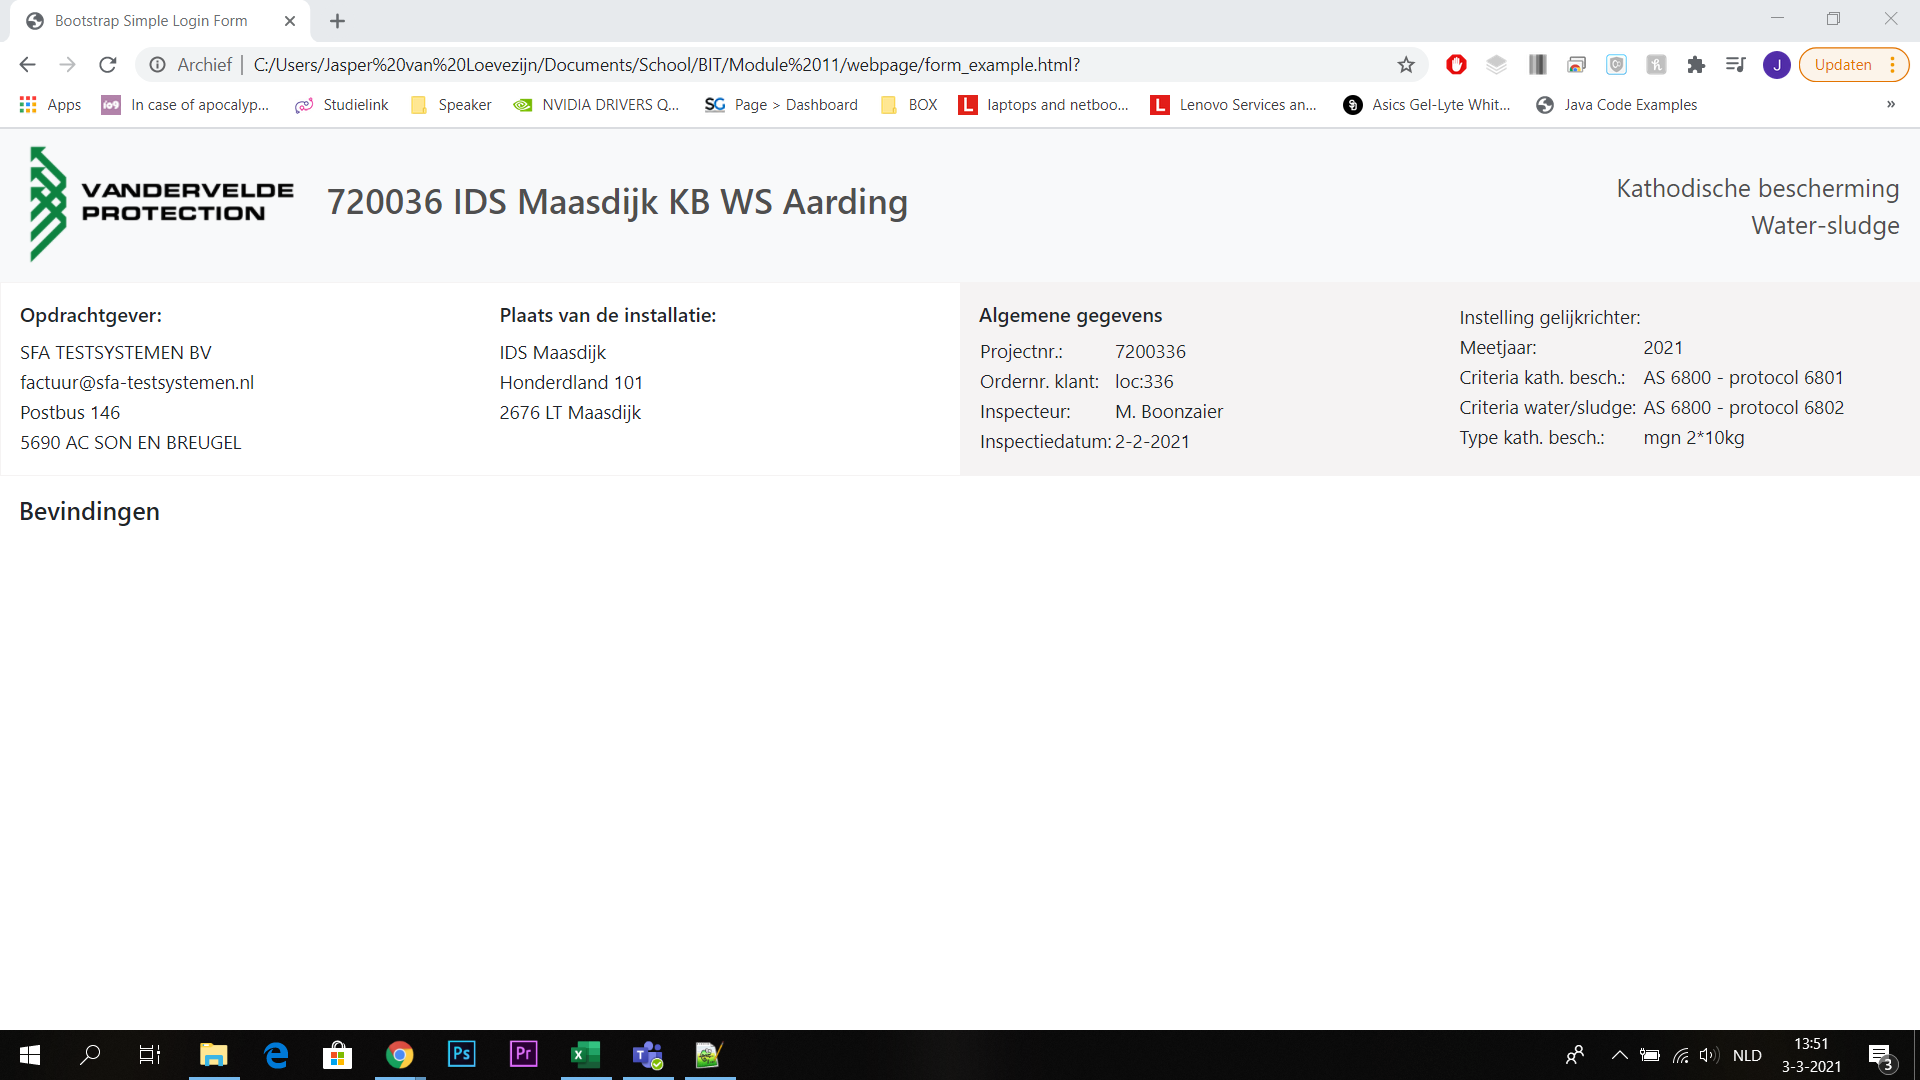 Bootstrap Simple Login Form
Archief | C:/Users/Jasper%20van%20Loevezijn/Documents/School/BIT/Module%2011/webpage/form_example.html?
J
Updaten
Apps
io9 In case of apocalyp...
Studielink
Speaker
NVIDIA DRIVERS Q...
SG Page > Dashboard
BOX
L laptops and netboo...
L Lenovo Services an...
Asics Gel-Lyte Whit...
Java Code Examples
»
VANDERVELDE
PROTECTION
720036 IDS Maasdijk KB WS Aarding
Kathodische bescherming
Water-sludge
Opdrachtgever:
SFA TESTSYSTEMEN BV
factuur@sfa-testsystemen.nl
Postbus 146
5690 AC SON EN BREUGEL
Plaats van de installatie:
IDS Maasdijk
Honderdland 101
2676 LT Maasdijk
Algemene gegevens
Projectnr.: 7200336
Ordernr. klant: loc:336
Inspecteur: M. Boonzaier
Inspectiedatum: 2-2-2021
Instelling gelijkrichter:
Meetjaar: 2021
Criteria kath. besch.: AS 6800 - protocol 6801
Criteria water/sludge: AS 6800 - protocol 6802
Type kath. besch.: mgn 2*10kg
Bevindingen
Ps
Pr
X
T
NLD
13:51
3-3-2021
3